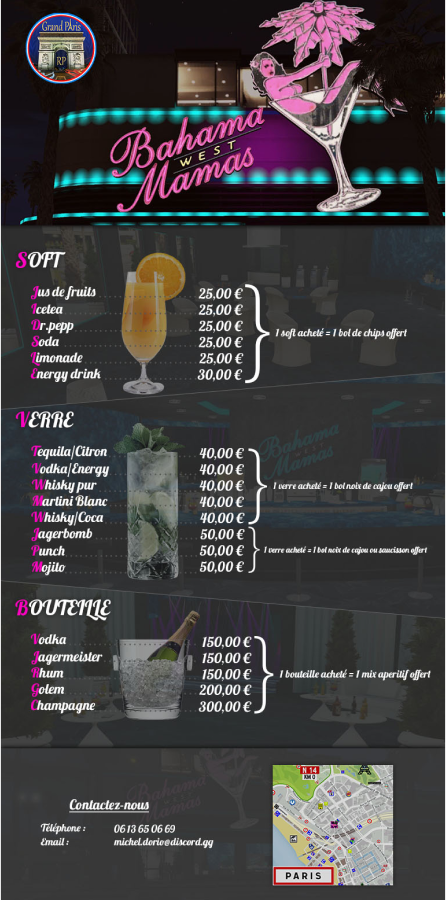 Grand Paris
RP
Bahama
WEST
Mamas
SOFT
Jus de fruits 25,00 €
Icetea 25,00 €
Dr.pepp 25,00 €
Soda 25,00 €
Limonade 25,00 €
Energy drink 30,00 €
1 soft acheté = 1 bol de chips offert
VERRE
Bahama
Mamas
Tequila/Citron 40,00 €
Vodka/Energy 40,00 €
Whisky pur 40,00 €
Martini Blanc 40,00 €
Whisky/Coca 40,00 €
1 verre acheté = 1 bol noix de cajou offert
Jagerbomb 50,00 €
Punch 50,00 €
Mojito 50,00 €
1 verre acheté = 1 bol noix de cajou ou saucisson offert
BOUTEILLE
Vodka 150,00 €
Jagermeister 150,00 €
Rhum 150,00 €
Golem 200,00 €
Champagne 300,00 €
1 bouteille acheté = 1 mix aperitif offert
Contactez-nous
Téléphone : 06 13 65 06 69
Email : michel.dorio@discord.gg
N 14
KM 0
PARIS